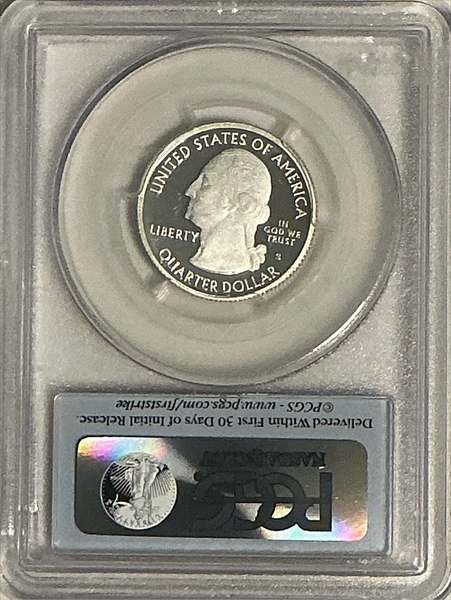 UNITED STATES OF AMERICA
LIBERTY
IN
GOD WE
TRUST
S
QUARTER DOLLAR
Delivered Within First 30 Days of Initial Release.
©PCGS - www.pcgs.com/firststrike
PCGS